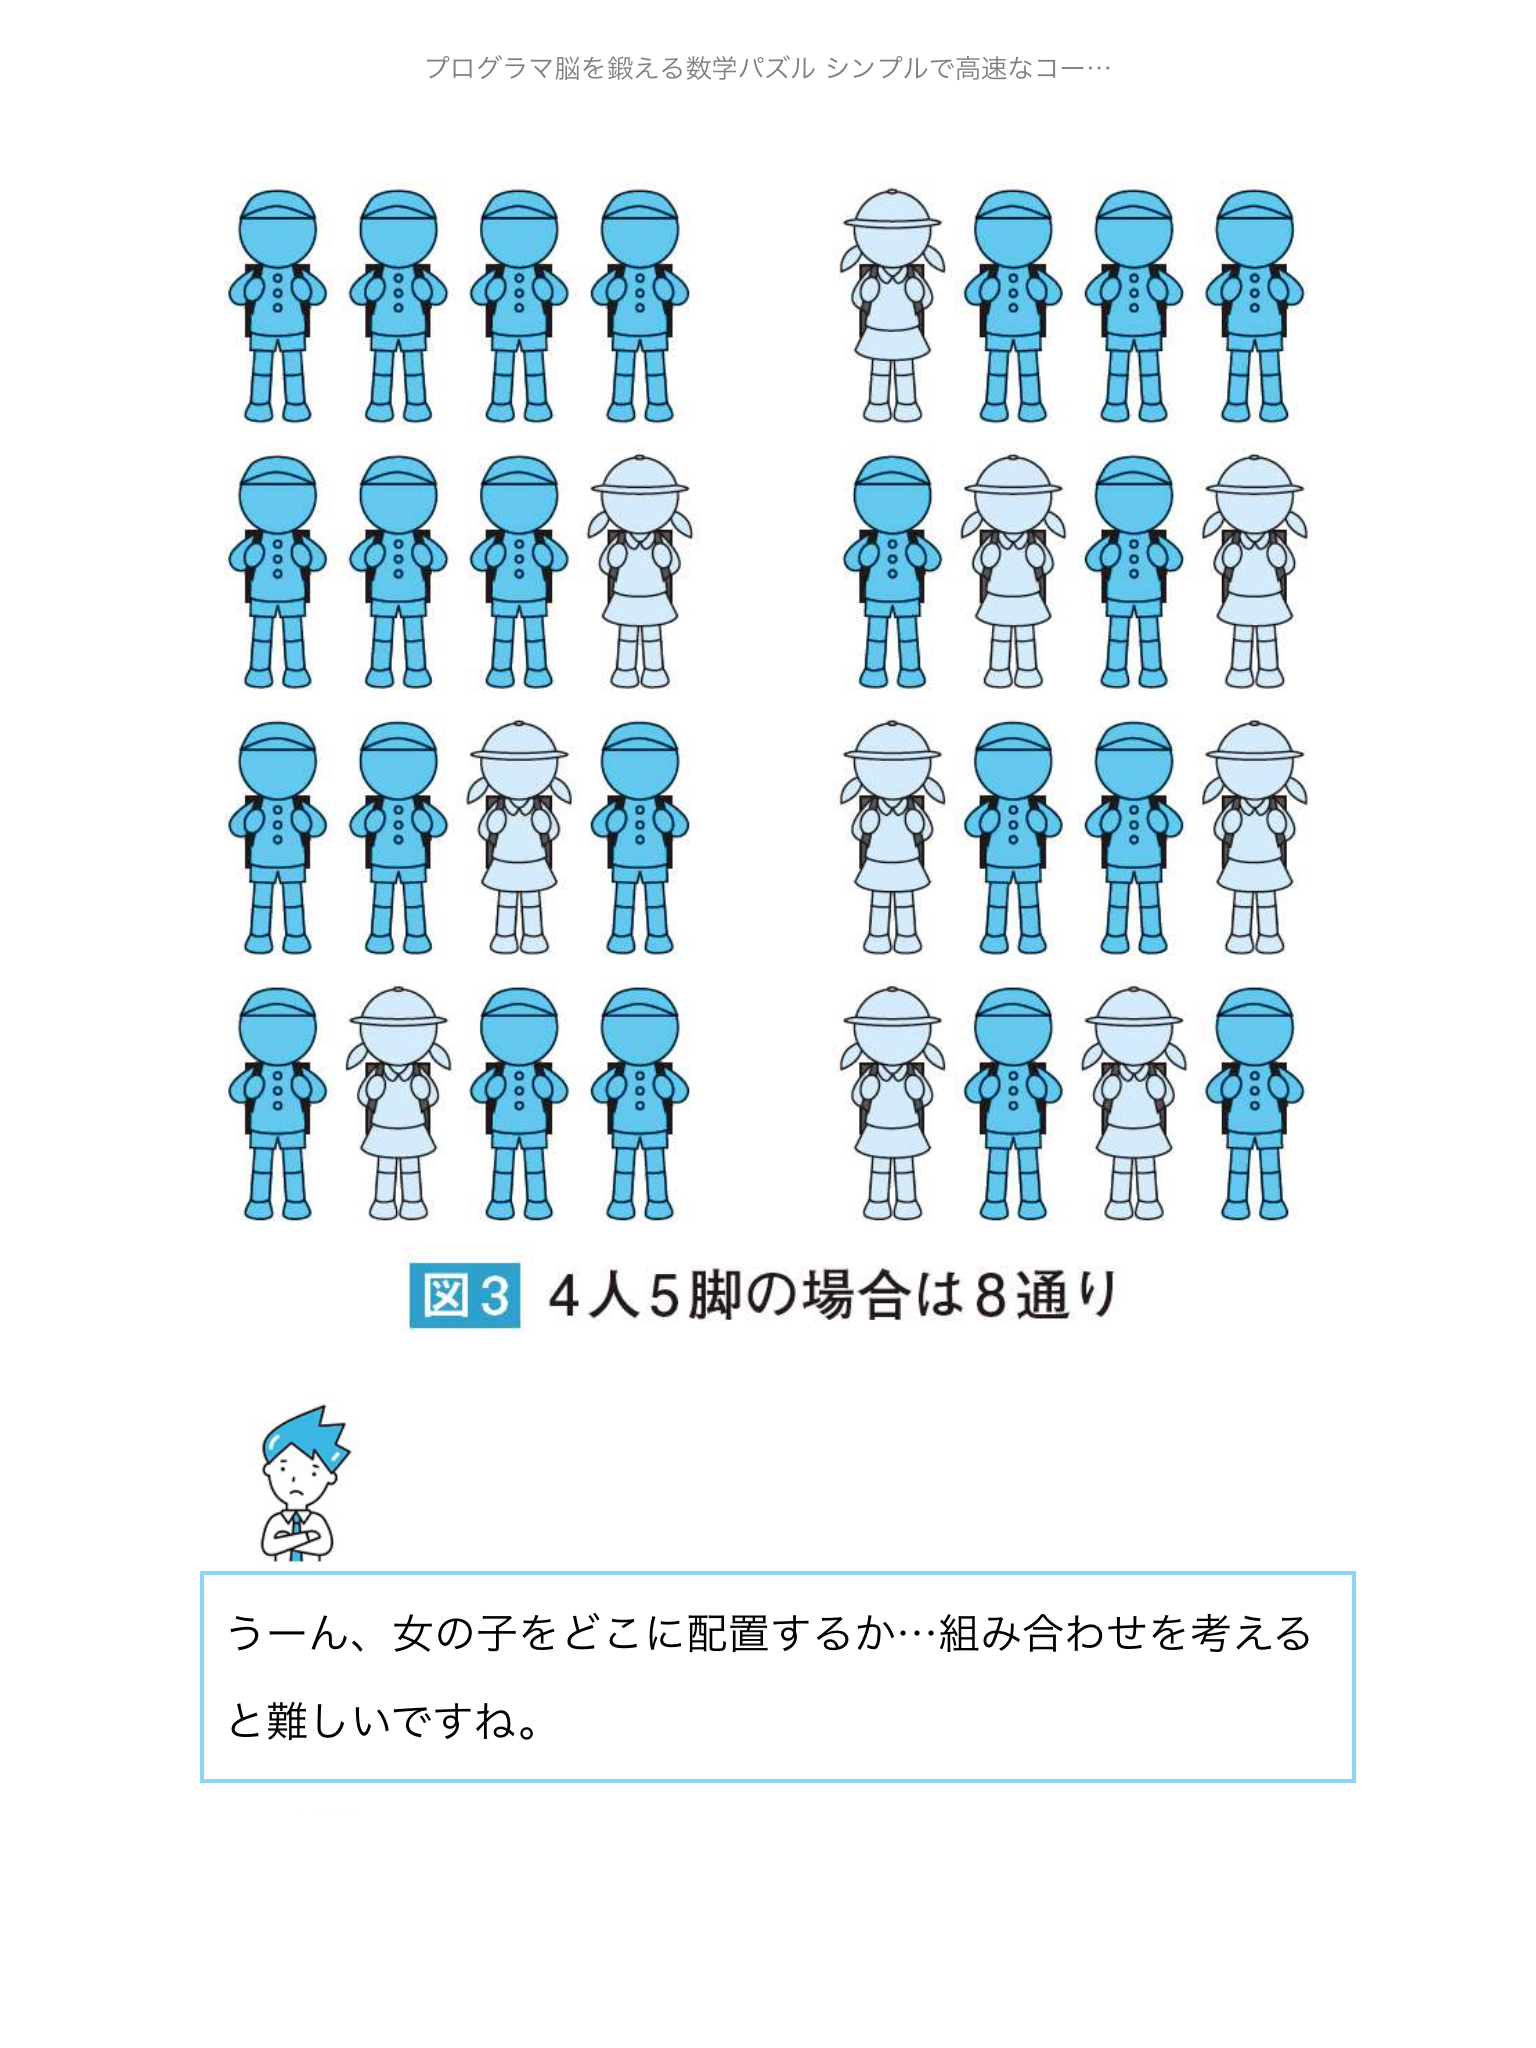 プログラマ脳を鍛える数学パズル シンプルで高速なコー…
図3 4人5脚の場合は8通り
うーん、女の子をどこに配置するか…組み合わせを考える
と難しいですね。